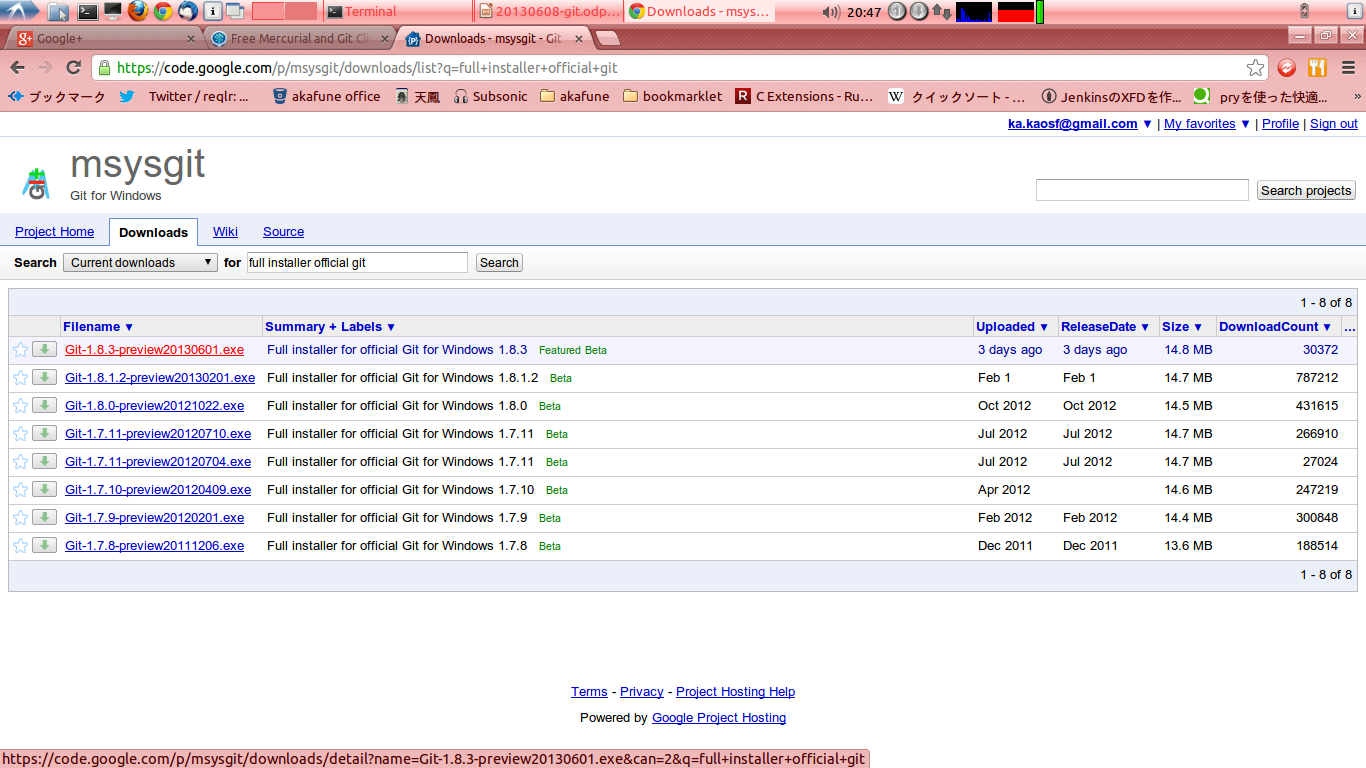 Terminal 20130608-git.odp... Downloads - msys... 20:47
Google+ Free Mercurial and Git Cli Downloads - msysgit - Git
https://code.google.com/p/msysgit/downloads/list?q=full+installer+official+git
ブックマーク Twitter / reqlr: ... akafune office 天鳳 Subsonic akafune bookmarklet C Extensions - Ru... クイックソート - ... JenkinsのXFDを作... pryを使った快適... »
ka.kaosf@gmail.com ▼ | My favorites ▼ | Profile | Sign out
msysgit
Git for Windows
Search projects
Project Home Downloads Wiki Source
Search Current downloads for full installer official git Search
1 - 8 of 8
Filename ▼ Summary + Labels ▼ Uploaded ▼ ReleaseDate ▼ Size ▼ DownloadCount ▼ ...
Git-1.8.3-preview20130601.exe Full installer for official Git for Windows 1.8.3 Featured Beta 3 days ago 3 days ago 14.8 MB 30372
Git-1.8.1.2-preview20130201.exe Full installer for official Git for Windows 1.8.1.2 Beta Feb 1 Feb 1 14.7 MB 787212
Git-1.8.0-preview20121022.exe Full installer for official Git for Windows 1.8.0 Beta Oct 2012 Oct 2012 14.5 MB 431615
Git-1.7.11-preview20120710.exe Full installer for official Git for Windows 1.7.11 Beta Jul 2012 Jul 2012 14.7 MB 266910
Git-1.7.11-preview20120704.exe Full installer for official Git for Windows 1.7.11 Beta Jul 2012 Jul 2012 14.7 MB 27024
Git-1.7.10-preview20120409.exe Full installer for official Git for Windows 1.7.10 Beta Apr 2012 14.6 MB 247219
Git-1.7.9-preview20120201.exe Full installer for official Git for Windows 1.7.9 Beta Feb 2012 Feb 2012 14.4 MB 300848
Git-1.7.8-preview20111206.exe Full installer for official Git for Windows 1.7.8 Beta Dec 2011 Dec 2011 13.6 MB 188514
1 - 8 of 8
Terms - Privacy - Project Hosting Help
Powered by Google Project Hosting
https://code.google.com/p/msysgit/downloads/detail?name=Git-1.8.3-preview20130601.exe&can=2&q=full+installer+official+git